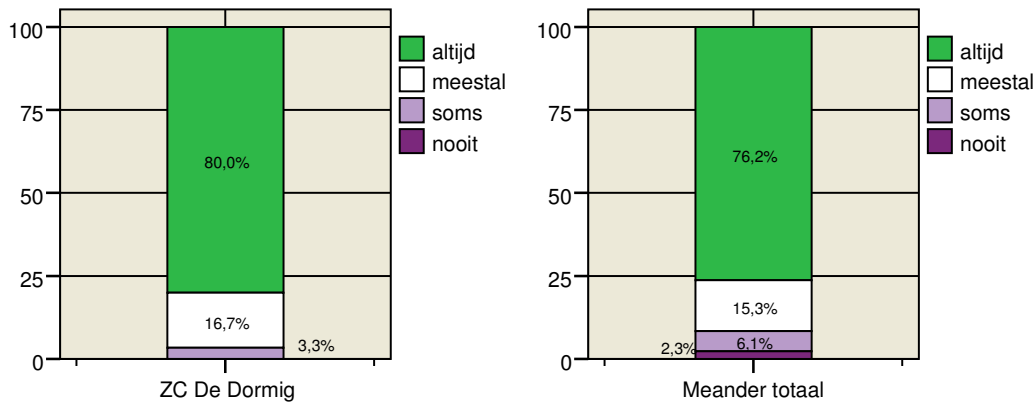 100
75
50
25
0
80,0%
16,7%
3,3%
ZC De Dormig
altijd
meestal
soms
nooit
100
75
50
25
0
76,2%
15,3%
6,1%
2,3%
Meander totaal
altijd
meestal
soms
nooit